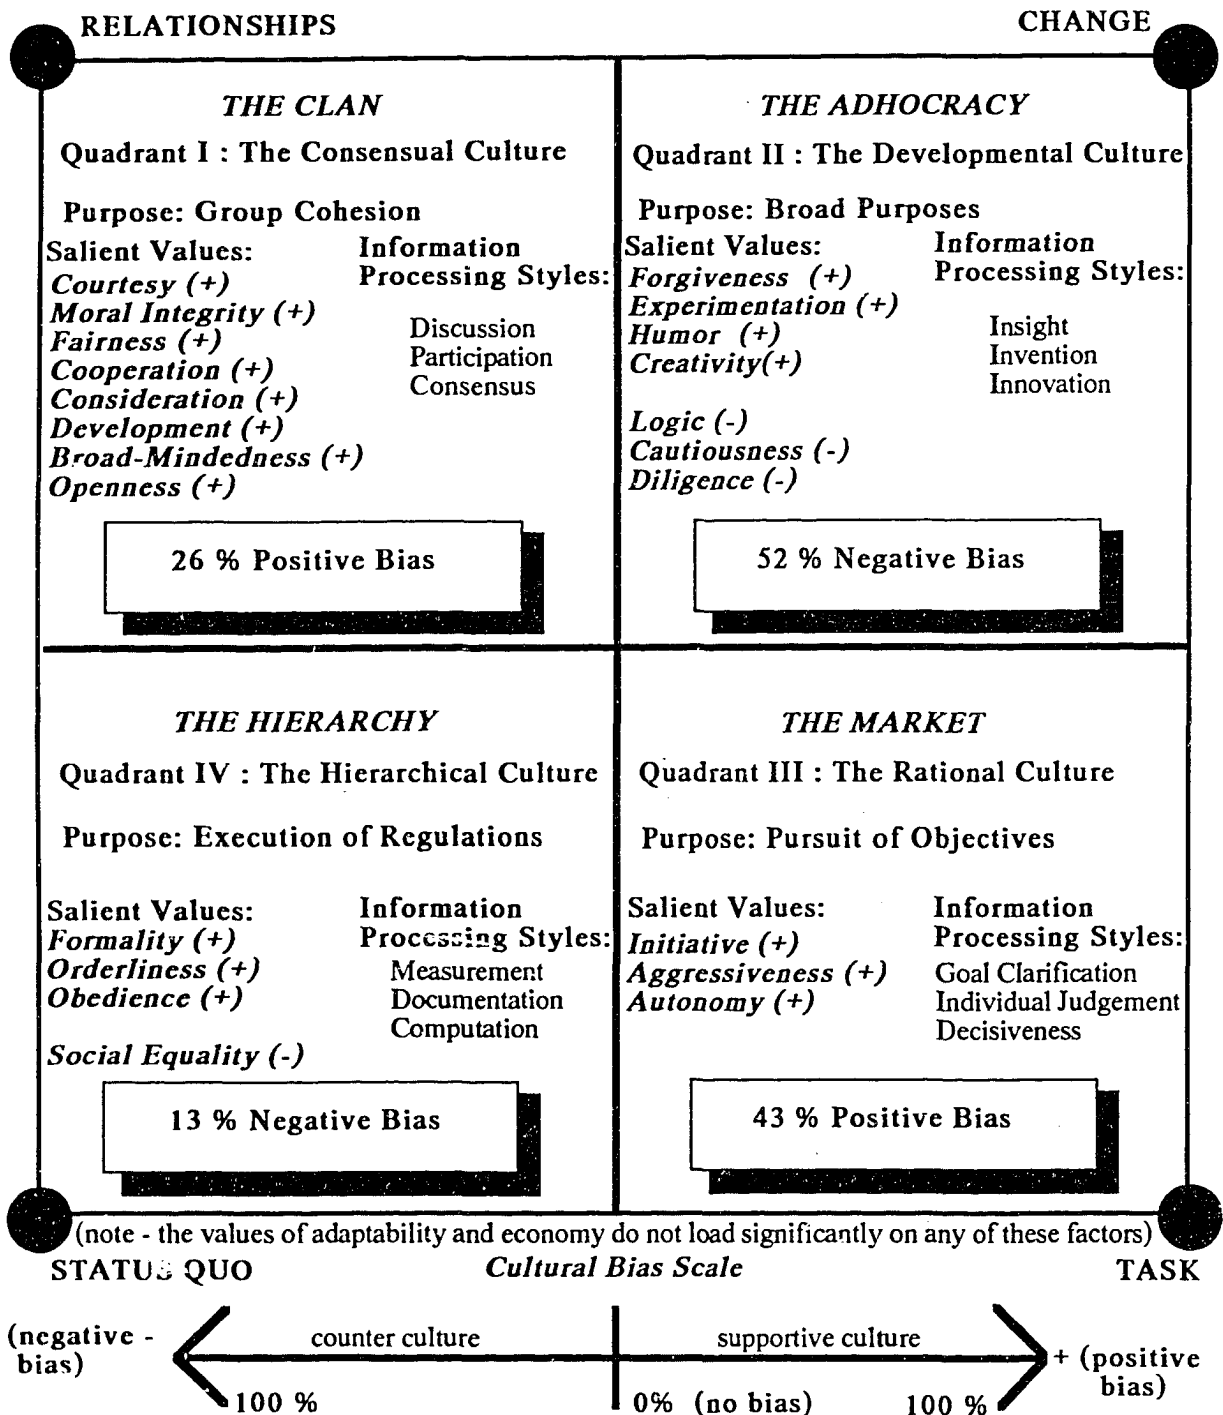 RELATIONSHIPS
CHANGE
THE CLAN
Quadrant I : The Consensual Culture
Purpose: Group Cohesion
Salient Values:
Courtesy (+)
Moral Integrity (+)
Fairness (+)
Cooperation (+)
Consideration (+)
Development (+)
Broad-Mindedness (+)
Openness (+)
Information
Processing Styles:
Discussion
Participation
Consensus
26 % Positive Bias
THE ADHOCRACY
Quadrant II : The Developmental Culture
Purpose: Broad Purposes
Salient Values:
Forgiveness (+)
Experimentation (+)
Humor (+)
Creativity(+)
Logic (-)
Cautiousness (-)
Diligence (-)
Information
Processing Styles:
Insight
Invention
Innovation
52 % Negative Bias
THE HIERARCHY
Quadrant IV : The Hierarchical Culture
Purpose: Execution of Regulations
Salient Values:
Formality (+)
Orderliness (+)
Obedience (+)
Social Equality (-)
Information
Processing Styles:
Measurement
Documentation
Computation
13 % Negative Bias
THE MARKET
Quadrant III : The Rational Culture
Purpose: Pursuit of Objectives
Salient Values:
Initiative (+)
Aggressiveness (+)
Autonomy (+)
Information
Processing Styles:
Goal Clarification
Individual Judgement
Decisiveness
43 % Positive Bias
(note - the values of adaptability and economy do not load significantly on any of these factors)
STATUS QUO
Cultural Bias Scale
TASK
(negative -
bias)
counter culture
supportive culture
+ (positive
bias)
100 %
0% (no bias)
100 %